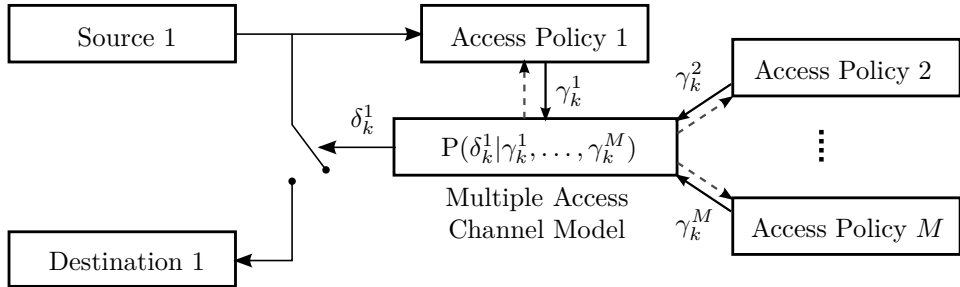 Source 1
Access Policy 1
γ_k^1
γ_k^2
Access Policy 2
δ_k^1
P(δ_k^1|γ_k^1, . . . , γ_k^M)
Multiple Access
Channel Model
γ_k^M
Access Policy M
Destination 1